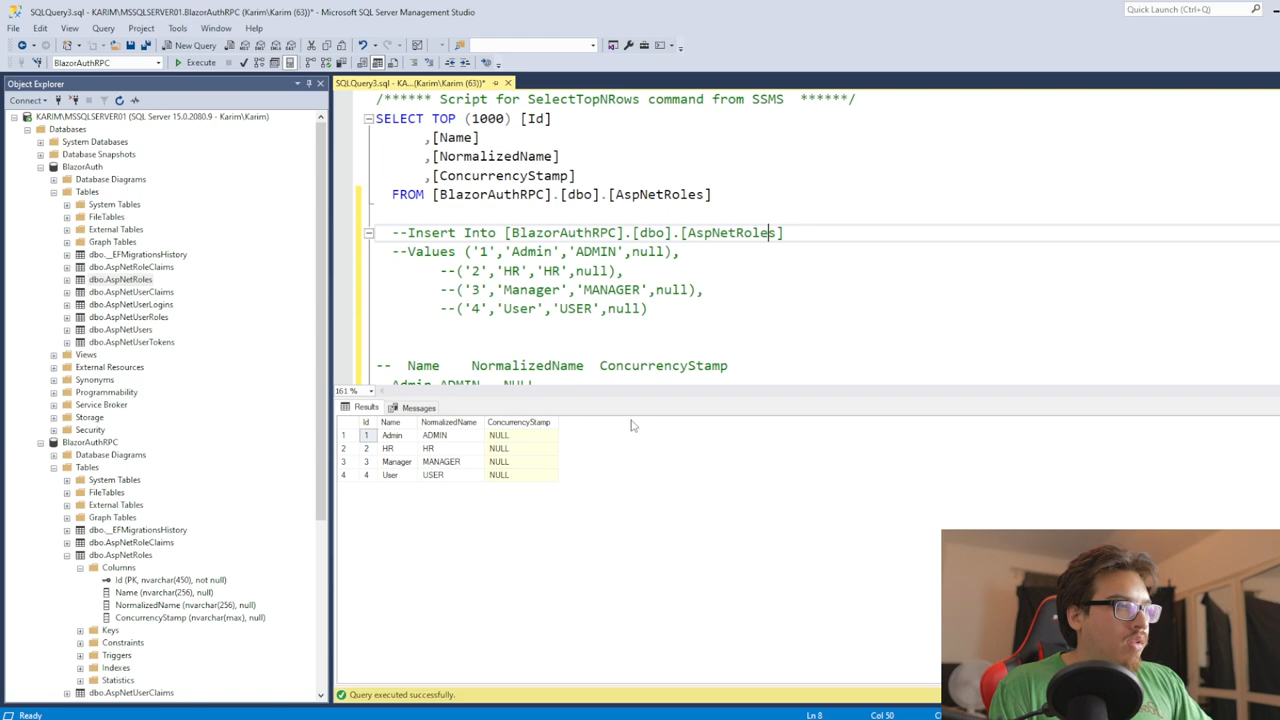 SQLQuery3.sql - KARIM\MSSQLSERVER01.BlazorAuthRPC (Karim\Karim (63))* - Microsoft SQL Server Management Studio
Quick Launch (Ctrl+Q)
File Edit View Query Project Tools Window Help
New Query
BlazorAuthRPC Execute
Object Explorer
Connect
KARIM\MSSQLSERVER01 (SQL Server 15.0.2080.9 - Karim\Karim)
Databases
System Databases
Database Snapshots
BlazorAuth
Database Diagrams
Tables
System Tables
FileTables
External Tables
Graph Tables
dbo.__EFMigrationsHistory
dbo.AspNetRoleClaims
dbo.AspNetRoles
dbo.AspNetUserClaims
dbo.AspNetUserLogins
dbo.AspNetUserRoles
dbo.AspNetUsers
dbo.AspNetUserTokens
Views
External Resources
Synonyms
Programmability
Service Broker
Storage
Security
BlazorAuthRPC
Database Diagrams
Tables
System Tables
FileTables
External Tables
Graph Tables
dbo.__EFMigrationsHistory
dbo.AspNetRoleClaims
dbo.AspNetRoles
Columns
Id (PK, nvarchar(450), not null)
Name (nvarchar(256), null)
NormalizedName (nvarchar(256), null)
ConcurrencyStamp (nvarchar(max), null)
Keys
Constraints
Triggers
Indexes
Statistics
dbo.AspNetUserClaims
SQLQuery3.sql - KA...(Karim\Karim (63))*
/****** Script for SelectTopNRows command from SSMS ******/
SELECT TOP (1000) [Id]
,[Name]
,[NormalizedName]
,[ConcurrencyStamp]
FROM [BlazorAuthRPC].[dbo].[AspNetRoles]
--Insert Into [BlazorAuthRPC].[dbo].[AspNetRoles]
--Values ('1','Admin','ADMIN',null),
--('2','HR','HR',null),
--('3','Manager','MANAGER',null),
--('4','User','USER',null)
-- Name NormalizedName ConcurrencyStamp
Admin ADMIN NULL
161 %
Results Messages
Id Name NormalizedName ConcurrencyStamp
1 1 Admin ADMIN NULL
2 2 HR HR NULL
3 3 Manager MANAGER NULL
4 4 User USER NULL
Query executed successfully.
Ready Ln 8 Col 50